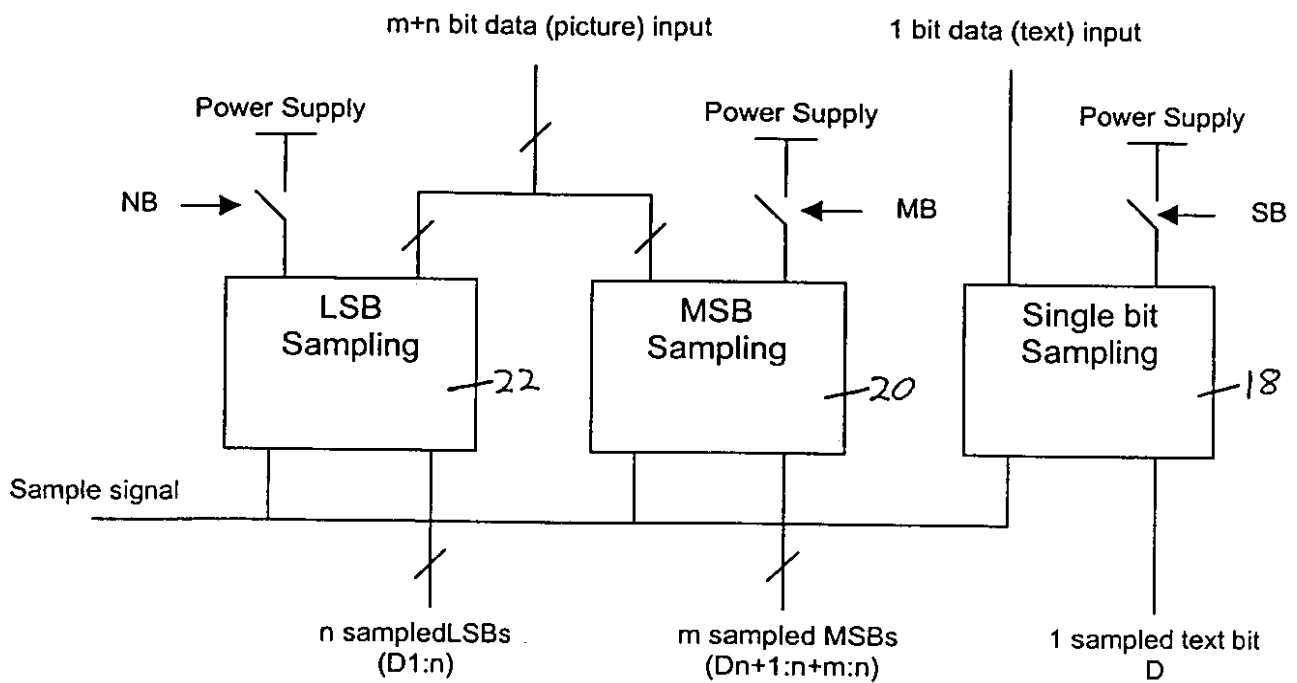 m+n bit data (picture) input
1 bit data (text) input
Power Supply
Power Supply
Power Supply
NB
MB
SB
LSB
Sampling
22
MSB
Sampling
20
Single bit
Sampling
18
Sample signal
n sampledLSBs
(D1:n)
m sampled MSBs
(Dn+1:n+m:n)
1 sampled text bit
D